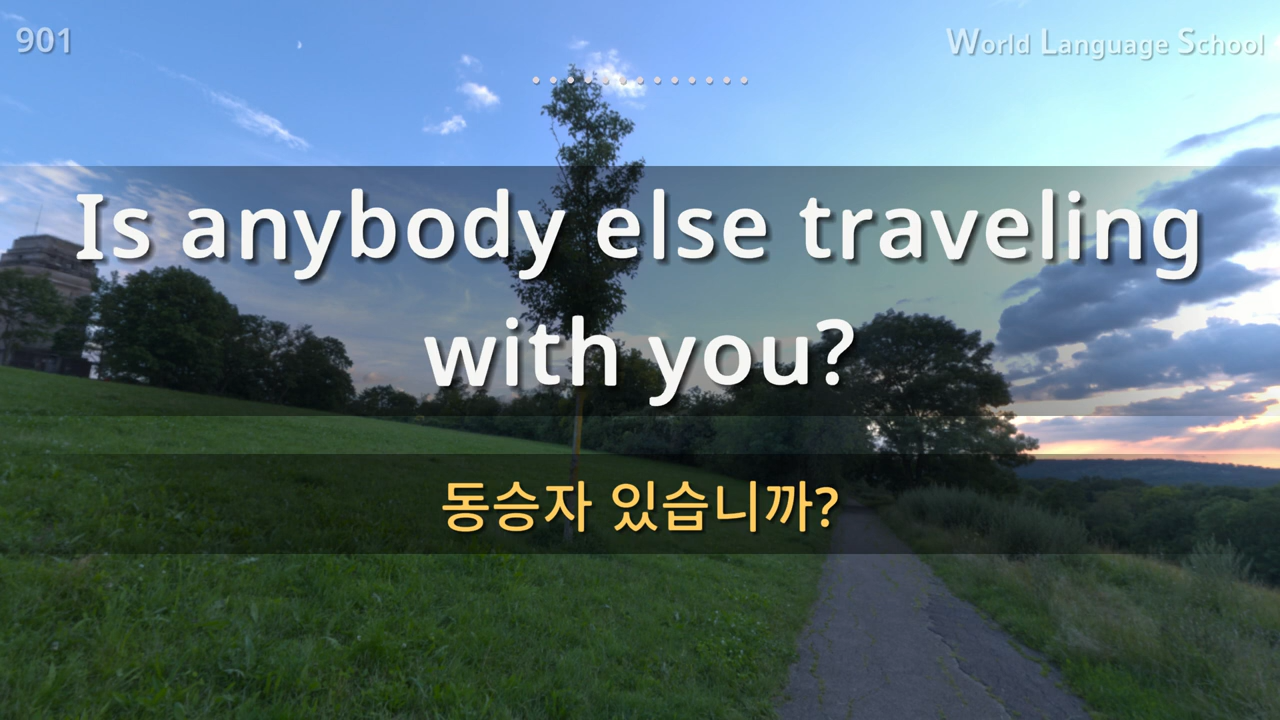 901
World Language School
Is anybody else traveling
with you?
동승자 있습니까?